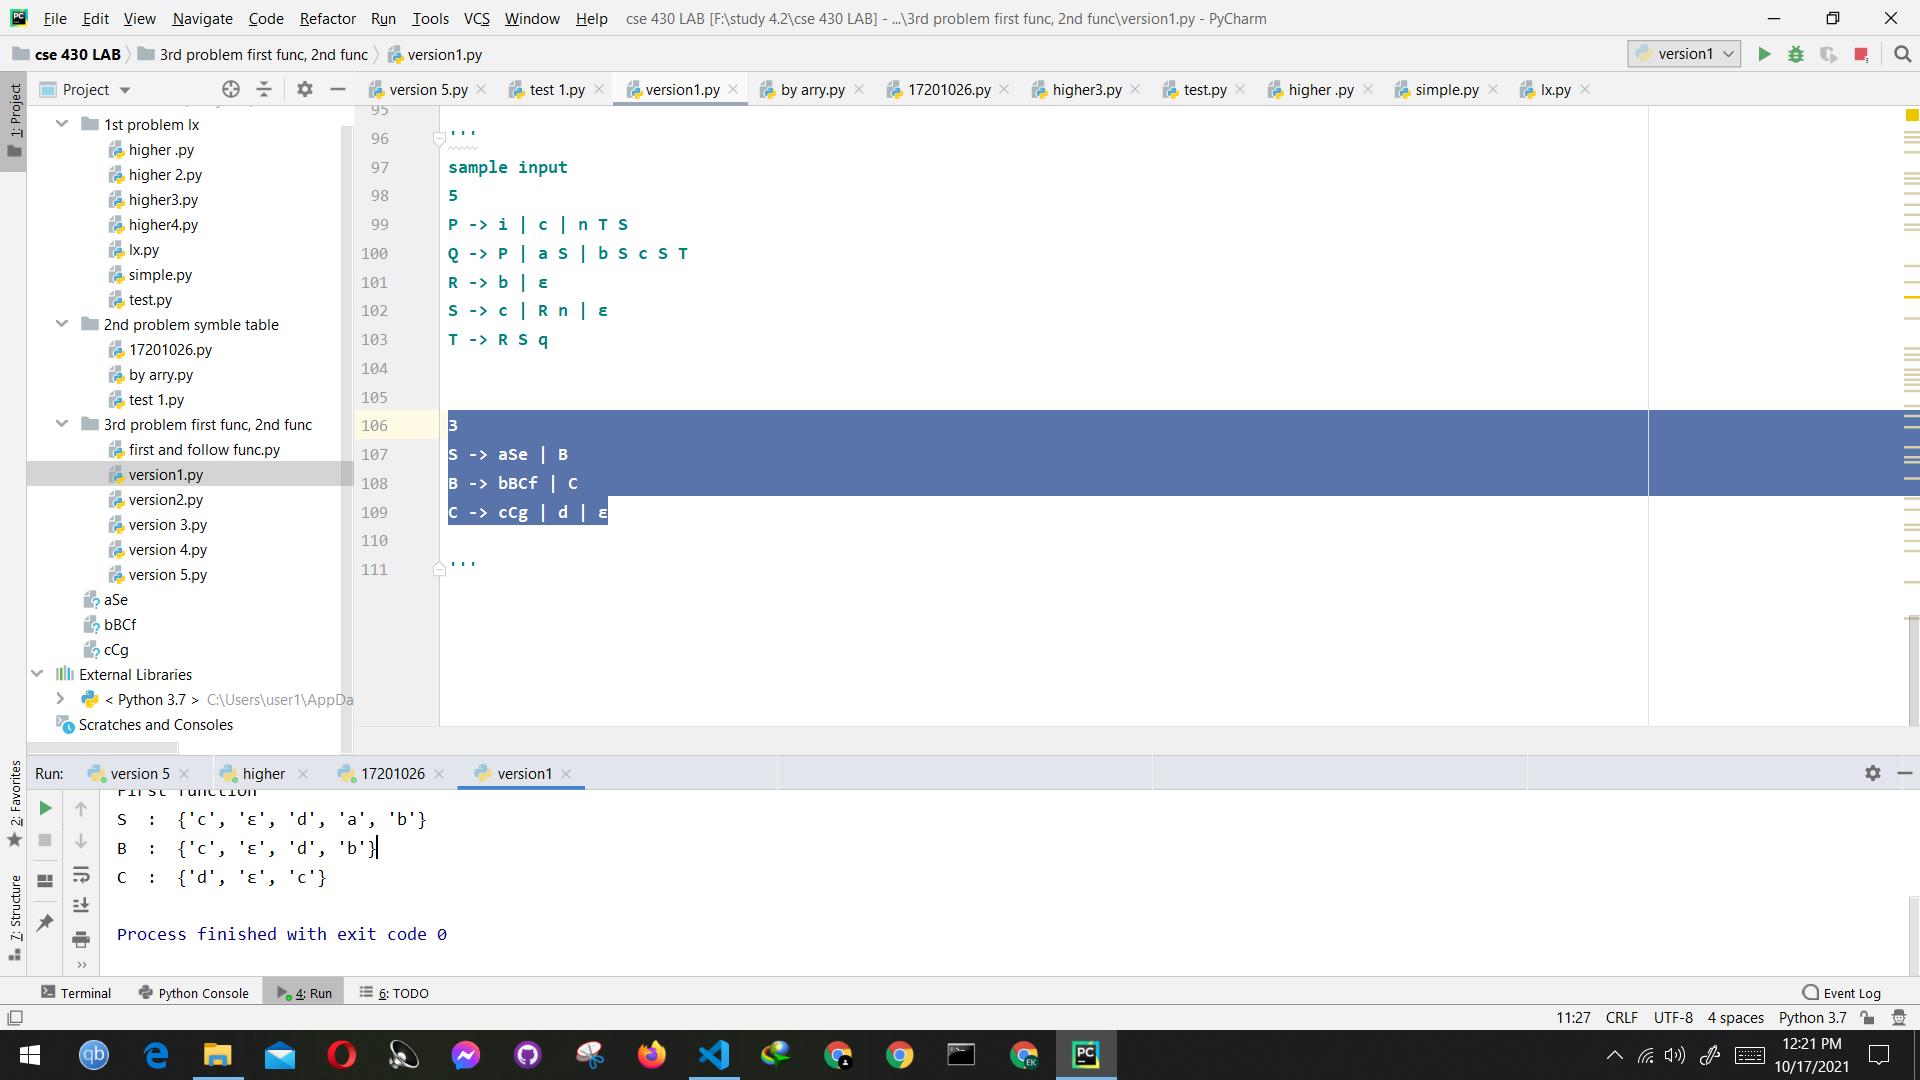 File Edit View Navigate Code Refactor Run Tools VCS Window Help cse 430 LAB [F:\study 4.2\cse 430 LAB] - ...\3rd problem first func, 2nd func\version1.py - PyCharm
cse 430 LAB 3rd problem first func, 2nd func version1.py version1
Project version 5.py test 1.py version1.py by arry.py 17201026.py higher3.py test.py higher .py simple.py lx.py
1: Project
1st problem lx
higher .py
higher 2.py
higher3.py
higher4.py
lx.py
simple.py
test.py
2nd problem symble table
17201026.py
by arry.py
test 1.py
3rd problem first func, 2nd func
first and follow func.py
version1.py
version2.py
version 3.py
version 4.py
version 5.py
aSe
bBCf
cCg
External Libraries
< Python 3.7 > C:\Users\user1\AppDa
Scratches and Consoles
95
96 '''
97 sample input
98 5
99 P -> i | c | n T S
100 Q -> P | a S | b S c S T
101 R -> b | ε
102 S -> c | R n | ε
103 T -> R S q
104
105
106 3
107 S -> aSe | B
108 B -> bBCf | C
109 C -> cCg | d | ε
110
111 '''
2: Favorites
7: Structure
Run: version 5 higher 17201026 version1
First function
S : {'c', 'ε', 'd', 'a', 'b'}
B : {'c', 'ε', 'd', 'b'}
C : {'d', 'ε', 'c'}
Process finished with exit code 0
Terminal Python Console 4: Run 6: TODO Event Log
11:27 CRLF UTF-8 4 spaces Python 3.7
12:21 PM
10/17/2021